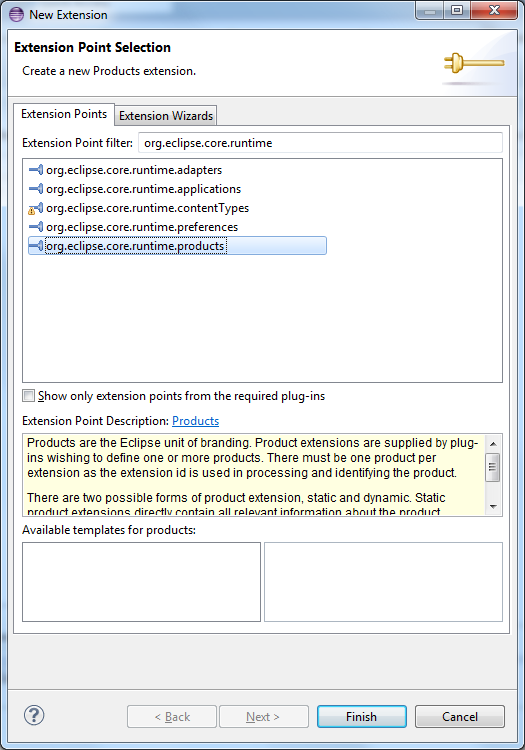 New Extension
Extension Point Selection
Create a new Products extension.
Extension Points
Extension Wizards
Extension Point filter:
org.eclipse.core.runtime
org.eclipse.core.runtime.adapters
org.eclipse.core.runtime.applications
org.eclipse.core.runtime.contentTypes
org.eclipse.core.runtime.preferences
org.eclipse.core.runtime.products
Show only extension points from the required plug-ins
Extension Point Description: Products
Products are the Eclipse unit of branding. Product extensions are supplied by plug-
ins wishing to define one or more products. There must be one product per
extension as the extension id is used in processing and identifying the product.
There are two possible forms of product extension, static and dynamic. Static
product extensions directly contain all relevant information about the product.
Available templates for products:
?
< Back
Next >
Finish
Cancel